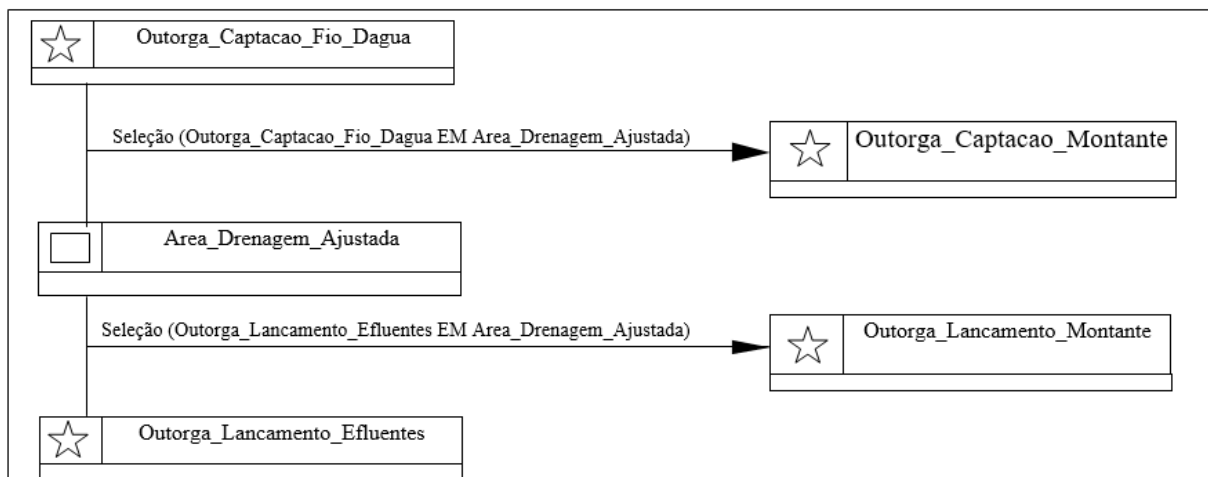 Outorga_Captacao_Fio_Dagua
Seleção (Outorga_Captacao_Fio_Dagua EM Area_Drenagem_Ajustada)
Outorga_Captacao_Montante
Area_Drenagem_Ajustada
Seleção (Outorga_Lancamento_Efluentes EM Area_Drenagem_Ajustada)
Outorga_Lancamento_Montante
Outorga_Lancamento_Efluentes